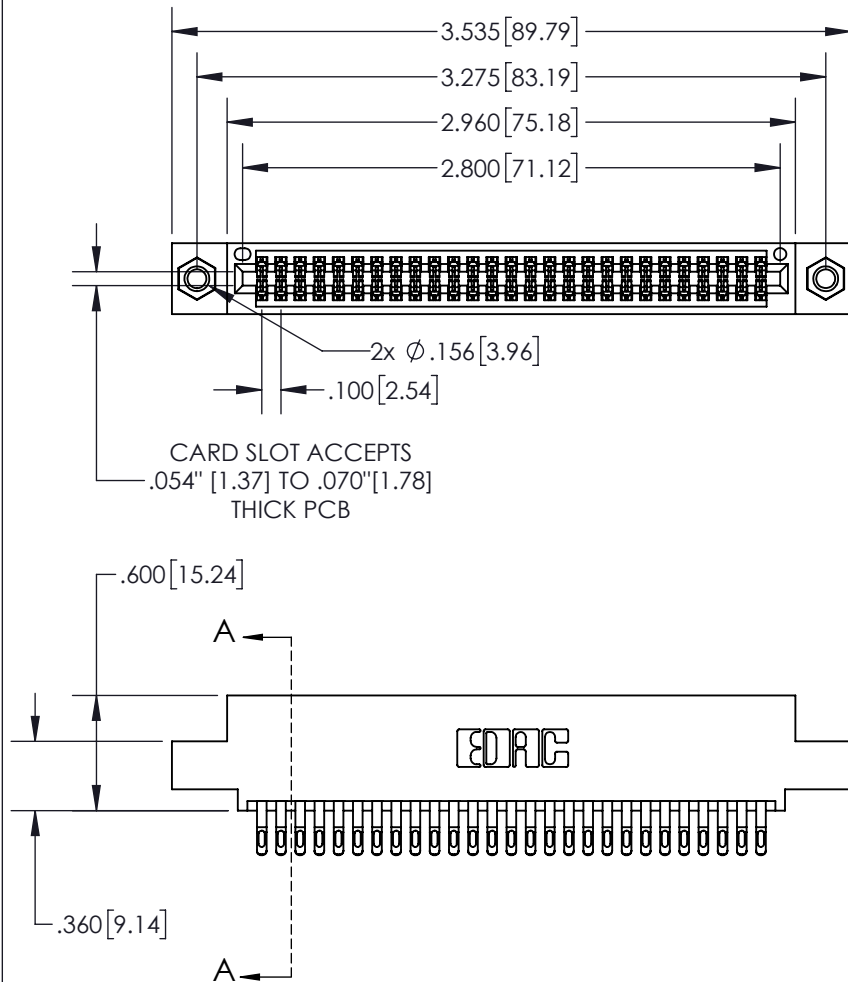 3.535[89.79]
3.275[83.19]
2.960[75.18]
2.800[71.12]
2x Ø.156[3.96]
.100[2.54]
CARD SLOT ACCEPTS
.054" [1.37] TO .070"[1.78]
THICK PCB
.600[15.24]
A
EDAC
.360[9.14]
A